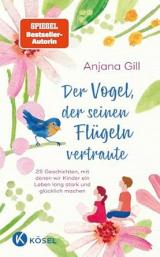 SPIEGEL
Bestseller-
Autorin
Anjana Gill
Der Vogel,
der seinen
Flügeln
vertraute
25 Geschichten, mit
denen wir Kinder ein
Leben lang stark und
glücklich machen
KÖSEL